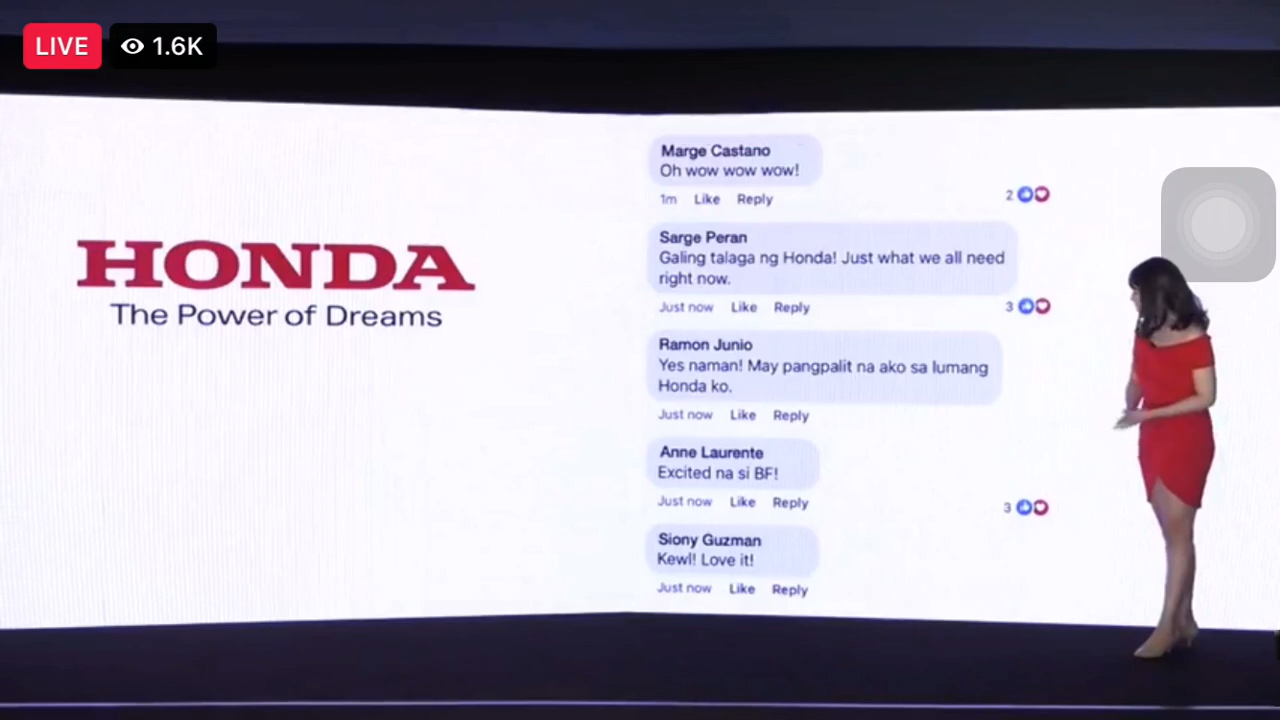 LIVE 1.6K
HONDA
The Power of Dreams
Marge Castano
Oh wow wow wow!
1m Like Reply 2
Sarge Peran
Galing talaga ng Honda! Just what we all need
right now.
Just now Like Reply 3
Ramon Junio
Yes naman! May pangpalit na ako sa lumang
Honda ko.
Just now Like Reply
Anne Laurente
Excited na si BF!
Just now Like Reply 3
Siony Guzman
Kewl! Love it!
Just now Like Reply